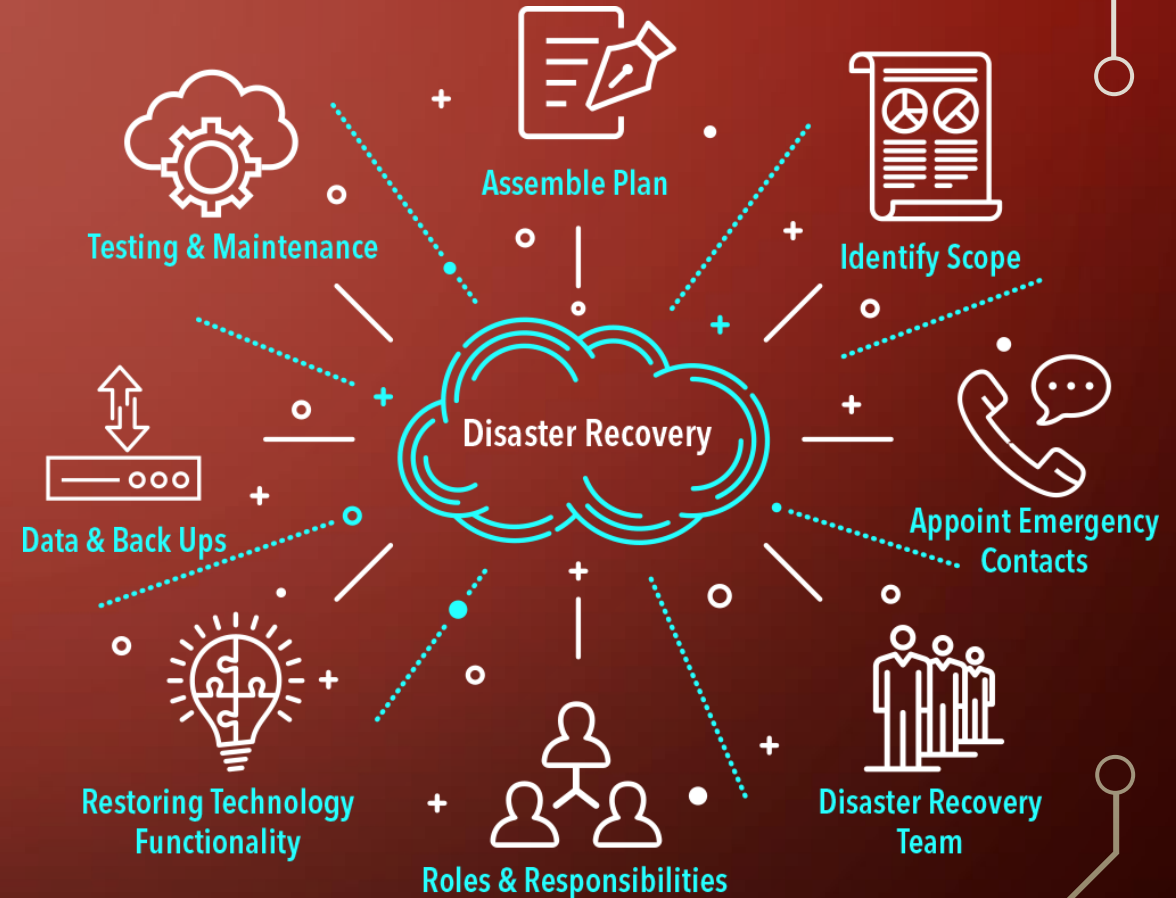 Assemble Plan
Identify Scope
Appoint Emergency
Contacts
Disaster Recovery
Team
Roles & Responsibilities
Restoring Technology
Functionality
Data & Back Ups
Testing & Maintenance
Disaster Recovery